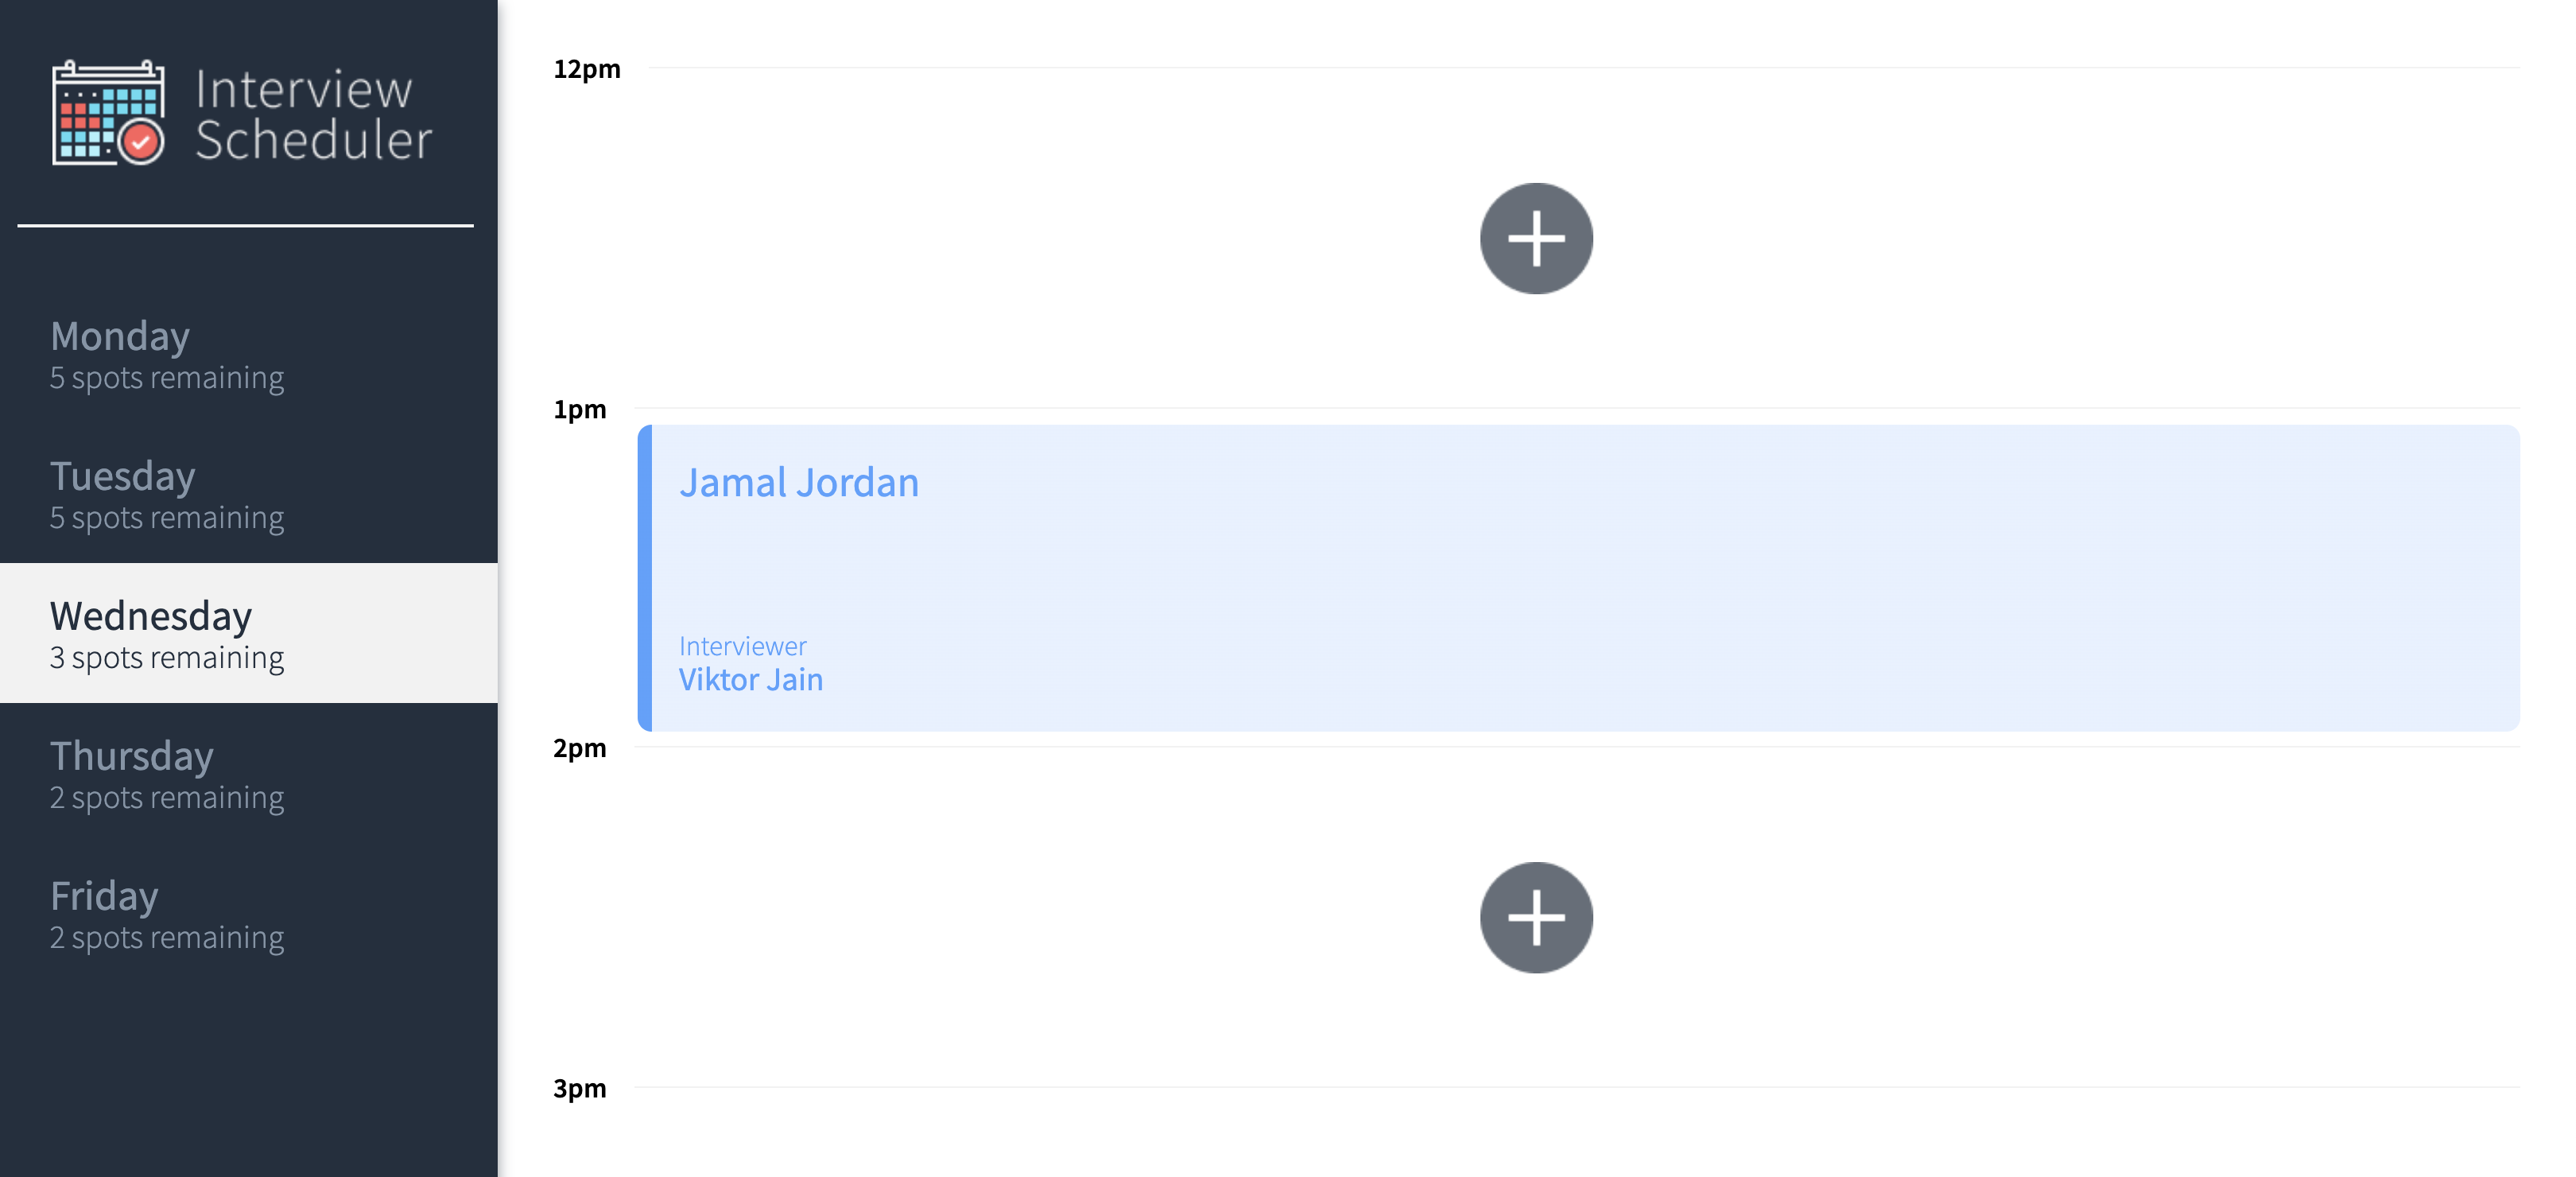 Interview
Scheduler
Monday
5 spots remaining
Tuesday
5 spots remaining
Wednesday
3 spots remaining
Thursday
2 spots remaining
Friday
2 spots remaining
12pm
1pm
Jamal Jordan
Interviewer
Viktor Jain
2pm
3pm